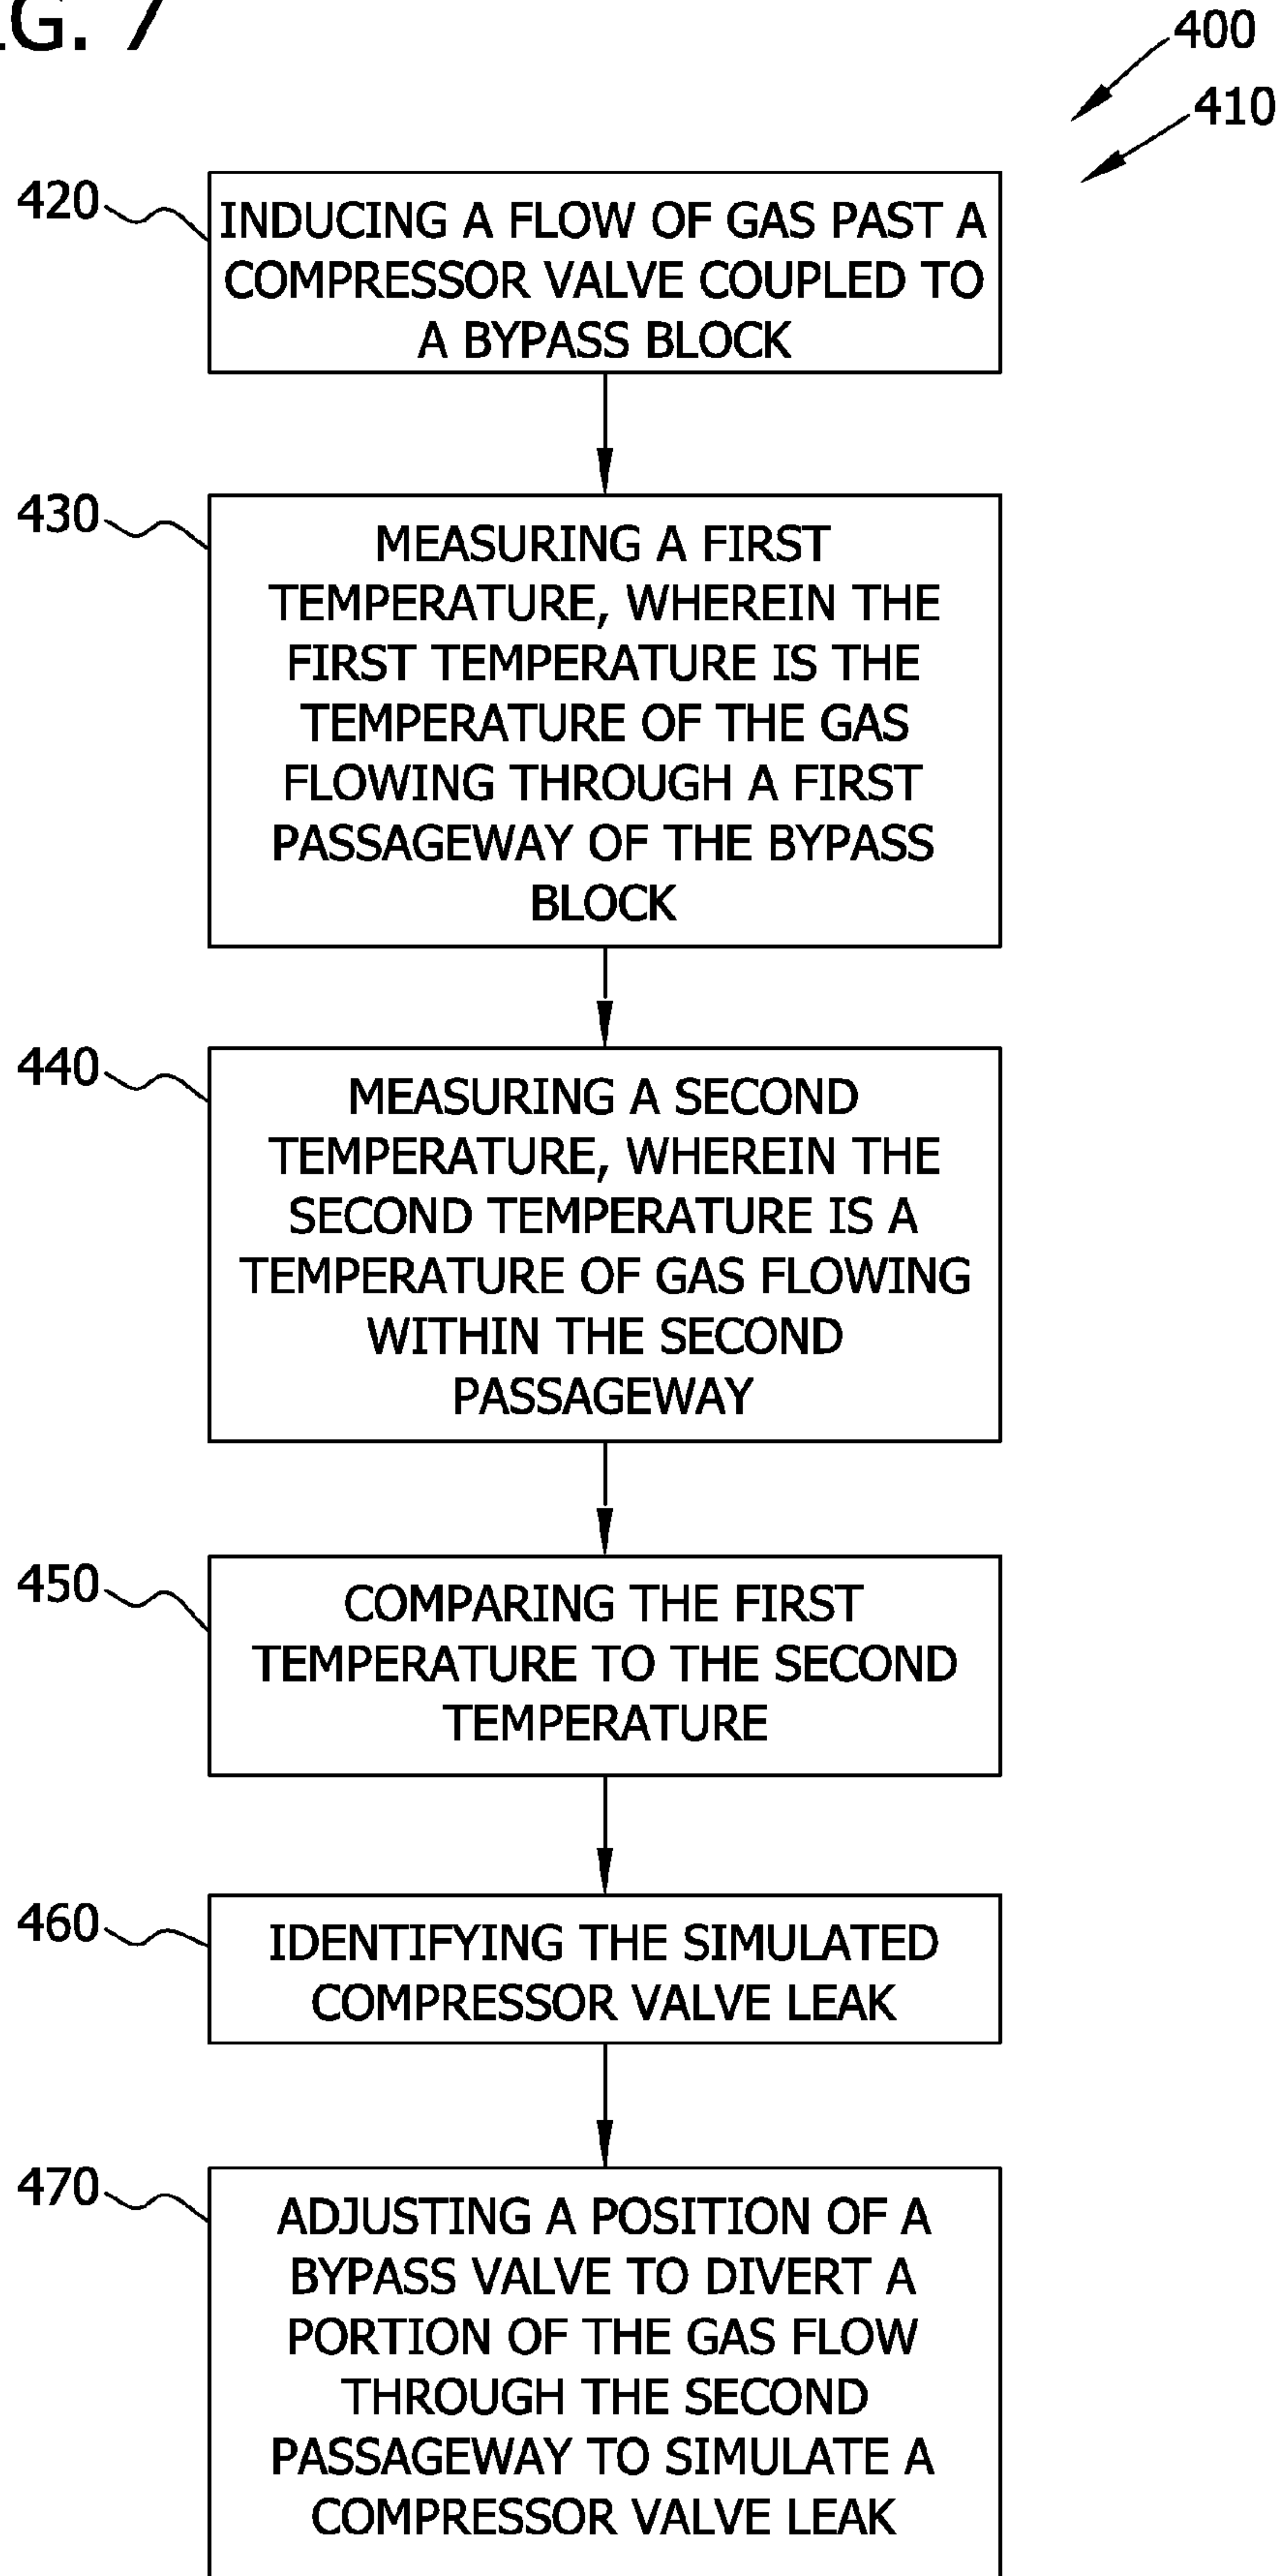 7
400
410
420
INDUCING A FLOW OF GAS PAST A
COMPRESSOR VALVE COUPLED TO
A BYPASS BLOCK
430
MEASURING A FIRST
TEMPERATURE, WHEREIN THE
FIRST TEMPERATURE IS THE
TEMPERATURE OF THE GAS
FLOWING THROUGH A FIRST
PASSAGEWAY OF THE BYPASS
BLOCK
440
MEASURING A SECOND
TEMPERATURE, WHEREIN THE
SECOND TEMPERATURE IS A
TEMPERATURE OF GAS FLOWING
WITHIN THE SECOND
PASSAGEWAY
450
COMPARING THE FIRST
TEMPERATURE TO THE SECOND
TEMPERATURE
460
IDENTIFYING THE SIMULATED
COMPRESSOR VALVE LEAK
470
ADJUSTING A POSITION OF A
BYPASS VALVE TO DIVERT A
PORTION OF THE GAS FLOW
THROUGH THE SECOND
PASSAGEWAY TO SIMULATE A
COMPRESSOR VALVE LEAK